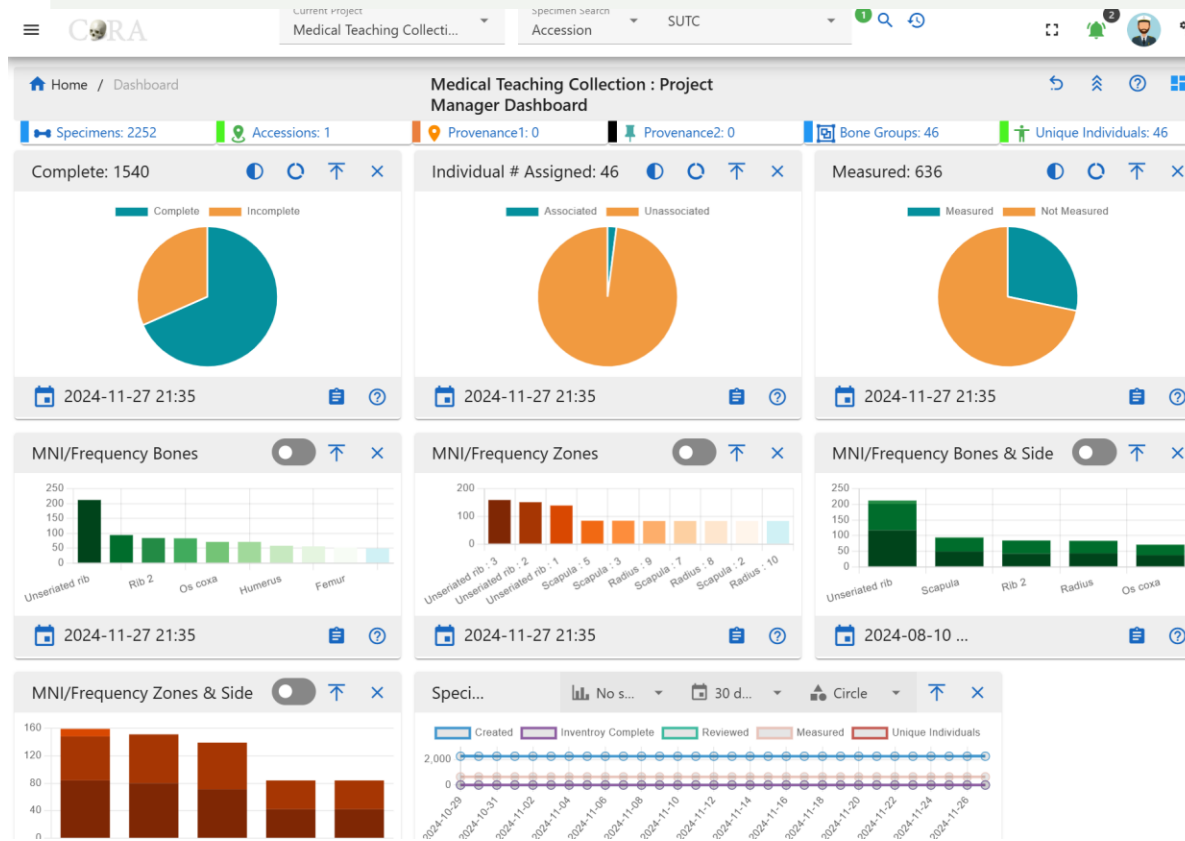 Current Project
Specimen Search
Medical Teaching Collecti...
Accession
SUTC
1
2
CORA
Home / Dashboard
Medical Teaching Collection : Project
Manager Dashboard
Specimens: 2252
Accessions: 1
Provenance1: 0
Provenance2: 0
Bone Groups: 46
Unique Individuals: 46
Complete: 1540
Individual # Assigned: 46
Measured: 636
Complete Incomplete
Associated Unassociated
Measured Not Measured
2024-11-27 21:35
2024-11-27 21:35
2024-11-27 21:35
MNI/Frequency Bones
250
200
150
100
50
0
Unseriated rib
Rib 2
Os coxa
Humerus
Femur
2024-11-27 21:35
MNI/Frequency Zones
200
100
0
Unseriated rib : 3
Unseriated rib : 2
Unseriated rib : 1
Scapula : 5
Scapula : 3
Radius : 9
Scapula : 7
Radius : 8
Scapula : 2
Radius : 10
2024-11-27 21:35
MNI/Frequency Bones & Side
250
200
150
100
50
0
Unseriated rib
Scapula
Rib 2
Radius
Os coxa
2024-08-10 ...
MNI/Frequency Zones & Side
160
120
80
40
0
Speci...
No s...
30 d...
Circle
Created Inventroy Complete Reviewed Measured Unique Individuals
2,000
0
2024-10-29
2024-10-31
2024-11-02
2024-11-04
2024-11-06
2024-11-08
2024-11-10
2024-11-12
2024-11-14
2024-11-16
2024-11-18
2024-11-20
2024-11-22
2024-11-24
2024-11-26